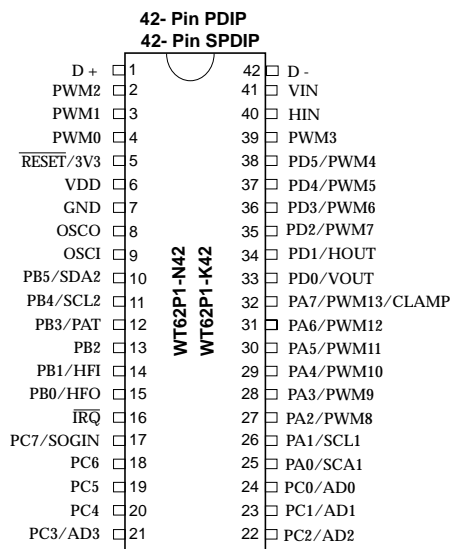 42- Pin PDIP
42- Pin SPDIP
D + 1 42 D -
PWM2 2 41 VIN
PWM1 3 40 HIN
PWM0 4 39 PWM3
RESET/3V3 5 38 PD5/PWM4
VDD 6 37 PD4/PWM5
GND 7 36 PD3/PWM6
OSCO 8 35 PD2/PWM7
OSCI 9 34 PD1/HOUT
PB5/SDA2 10 33 PD0/VOUT
PB4/SCL2 11 32 PA7/PWM13/CLAMP
PB3/PAT 12 31 PA6/PWM12
PB2 13 30 PA5/PWM11
PB1/HFI 14 29 PA4/PWM10
PB0/HFO 15 28 PA3/PWM9
IRQ 16 27 PA2/PWM8
PC7/SOGIN 17 26 PA1/SCL1
PC6 18 25 PA0/SCA1
PC5 19 24 PC0/AD0
PC4 20 23 PC1/AD1
PC3/AD3 21 22 PC2/AD2
WT62P1-N42
WT62P1-K42